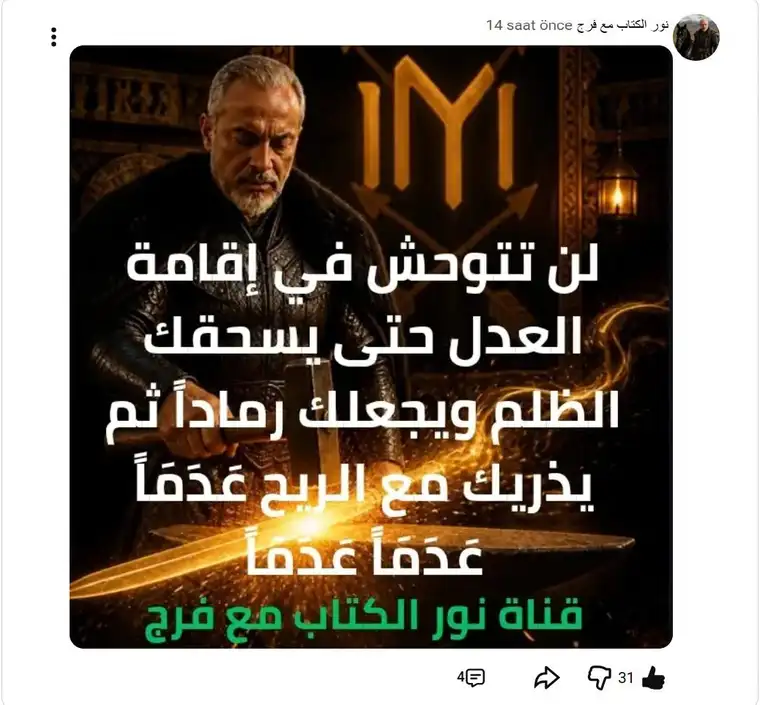 نور الكتاب مع فرج 14 saat önce
لن تتوحش في إقامة
العدل حتى يسحقك
الظلم ويجعلك رماداً ثم
يذريك مع الريح عَدَمَاً
عَدَمَاً عَدَمَاً
قناة نور الكتاب مع فرج
31
4